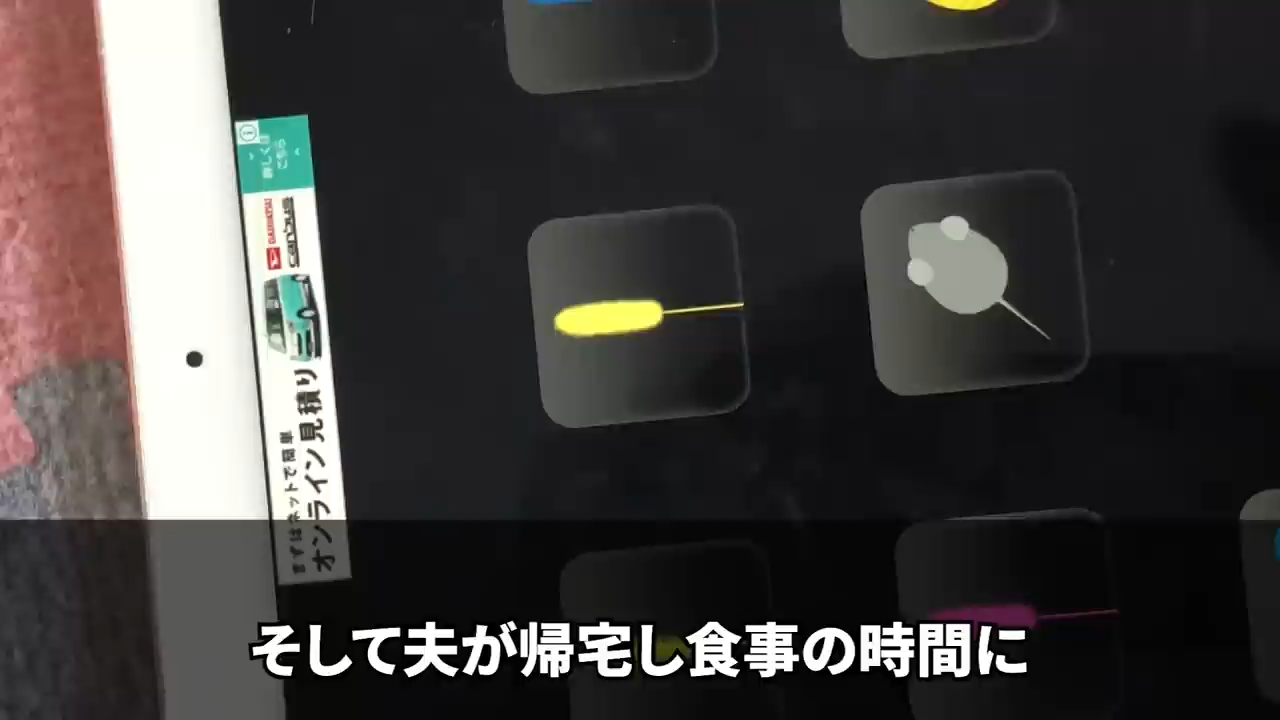 まずはネットで簡単
オンライン見積り
DAIHATSU
canbus
詳しくは
こちら
そして夫が帰宅し食事の時間に